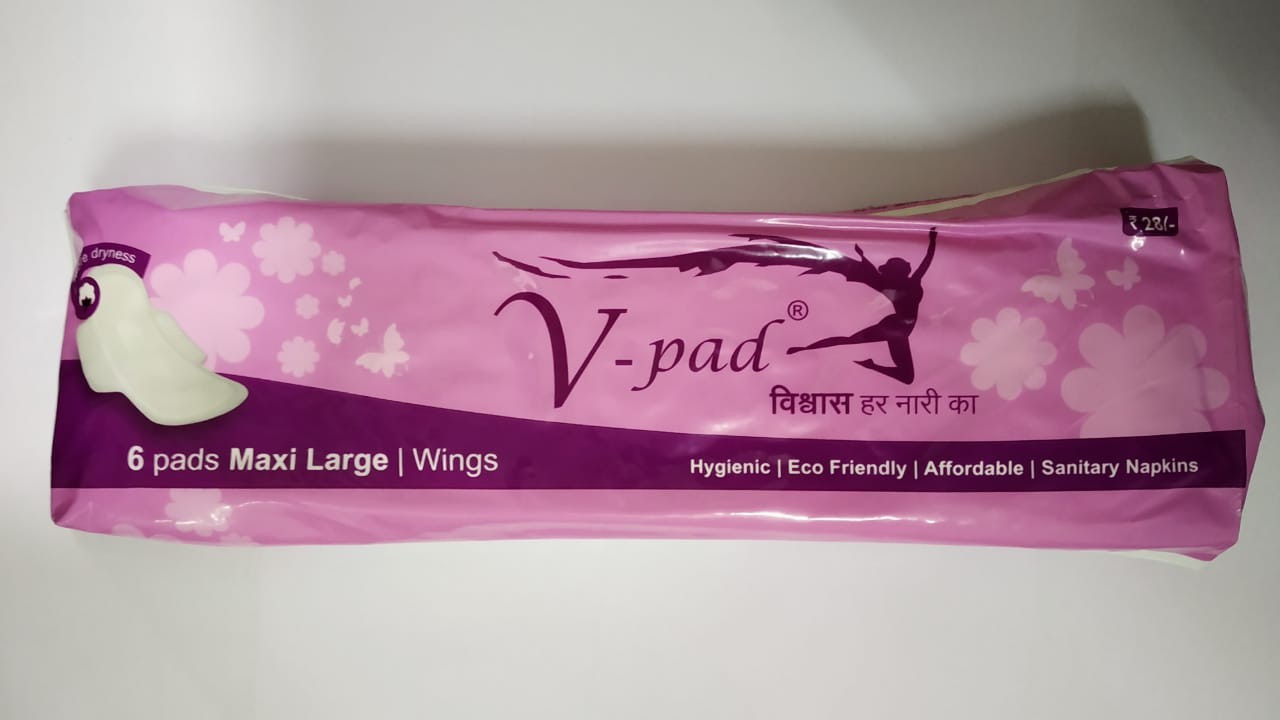 dryness
₹.28/-
V-pad®
विश्वास हर नारी का
6 pads Maxi Large | Wings
Hygienic | Eco Friendly | Affordable | Sanitary Napkins